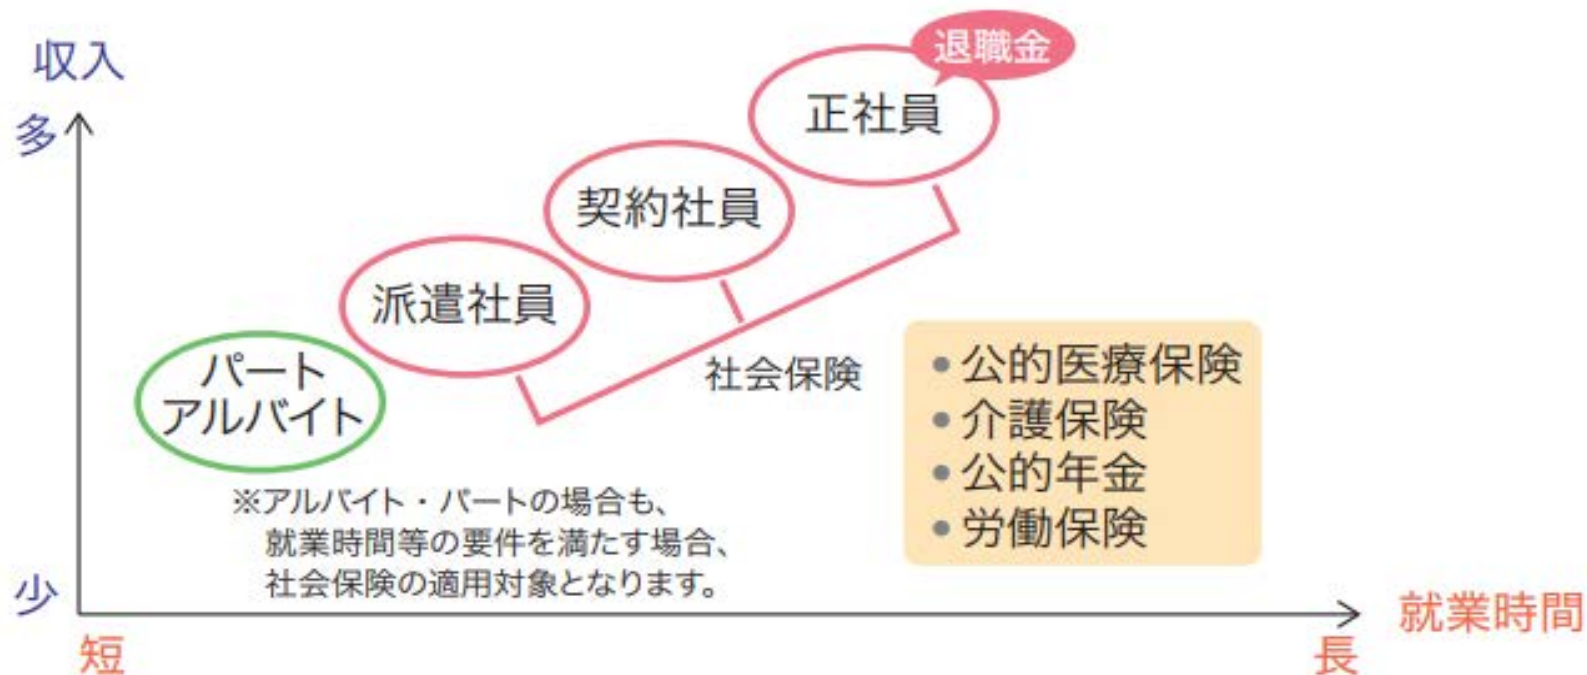 収入
多
退職金
正社員
契約社員
派遣社員
パート
アルバイト
社会保険
● 公的医療保険
● 介護保険
● 公的年金
● 労働保険
※アルバイト・パートの場合も、
就業時間等の要件を満たす場合、
社会保険の適用対象となります。
少
短
長
就業時間